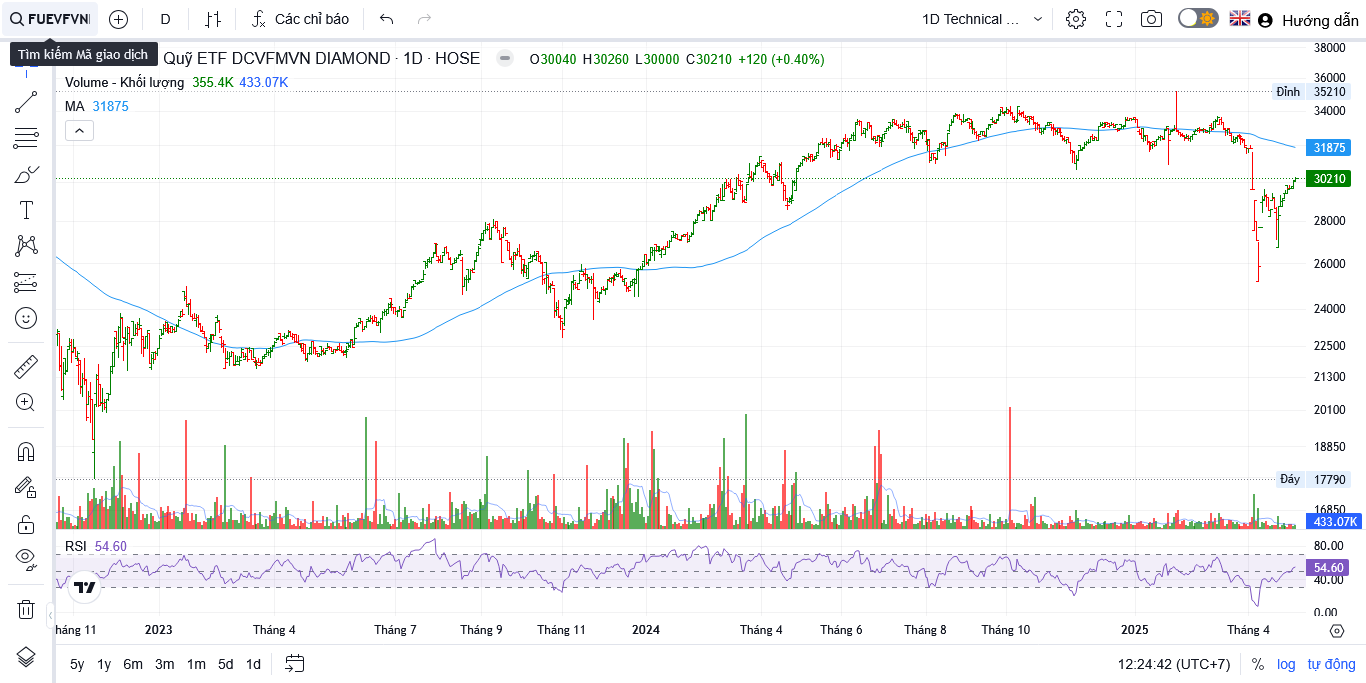 FUEVFVN
D
Các chỉ báo
1D Technical ...
Hướng dẫn
Tìm kiếm Mã giao dịch
Quỹ ETF DCVFMVN DIAMOND · 1D · HOSE
O30040 H30260 L30000 C30210 +120 (+0.40%)
Volume - Khối lượng 355.4K 433.07K
MA 31875
38000
36000
Đỉnh 35210
34000
31875
30210
28000
26000
24000
22500
21300
20100
18850
Đáy 17790
16850
433.07K
RSI 54.60
80.00
54.60
40.00
0.00
háng 11 2023 Tháng 4 Tháng 7 Tháng 9 Tháng 11 2024 Tháng 4 Tháng 6 Tháng 8 Tháng 10 2025 Tháng 4
5y 1y 6m 3m 1m 5d 1d
12:24:42 (UTC+7) % log tự động